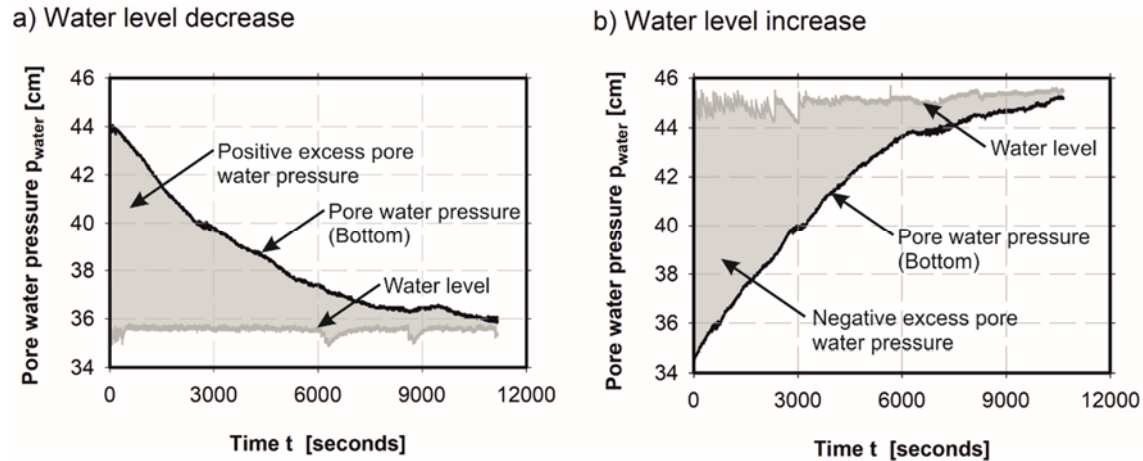 a) Water level decrease
Pore water pressure p_water [cm]
46
44
42
40
38
36
34
0
3000
6000
9000
12000
Time t [seconds]
Positive excess pore
water pressure
Pore water pressure
(Bottom)
Water level
b) Water level increase
Pore water pressure p_water [cm]
46
44
42
40
38
36
34
0
3000
6000
9000
12000
Time t [seconds]
Water level
Pore water pressure
(Bottom)
Negative excess pore
water pressure